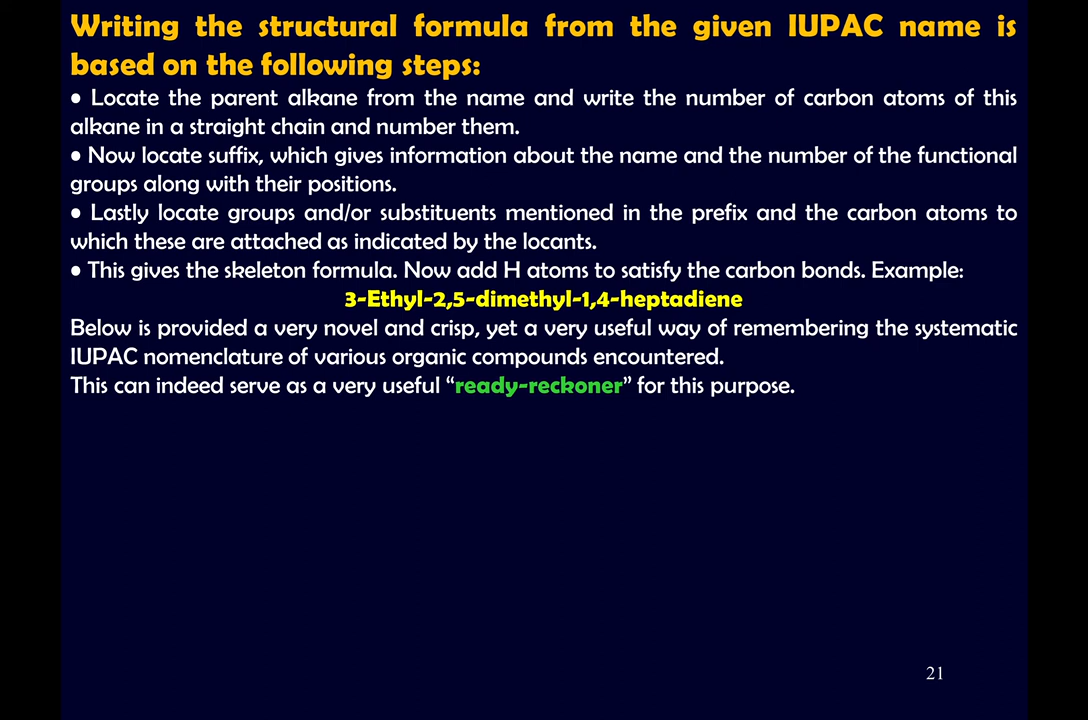 Writing the structural formula from the given IUPAC name is
based on the following steps:
• Locate the parent alkane from the name and write the number of carbon atoms of this
alkane in a straight chain and number them.
• Now locate suffix, which gives information about the name and the number of the functional
groups along with their positions.
• Lastly locate groups and/or substituents mentioned in the prefix and the carbon atoms to
which these are attached as indicated by the locants.
• This gives the skeleton formula. Now add H atoms to satisfy the carbon bonds. Example:
3-Ethyl-2,5-dimethyl-1,4-heptadiene
Below is provided a very novel and crisp, yet a very useful way of remembering the systematic
IUPAC nomenclature of various organic compounds encountered.
This can indeed serve as a very useful “ready-reckoner” for this purpose.
21